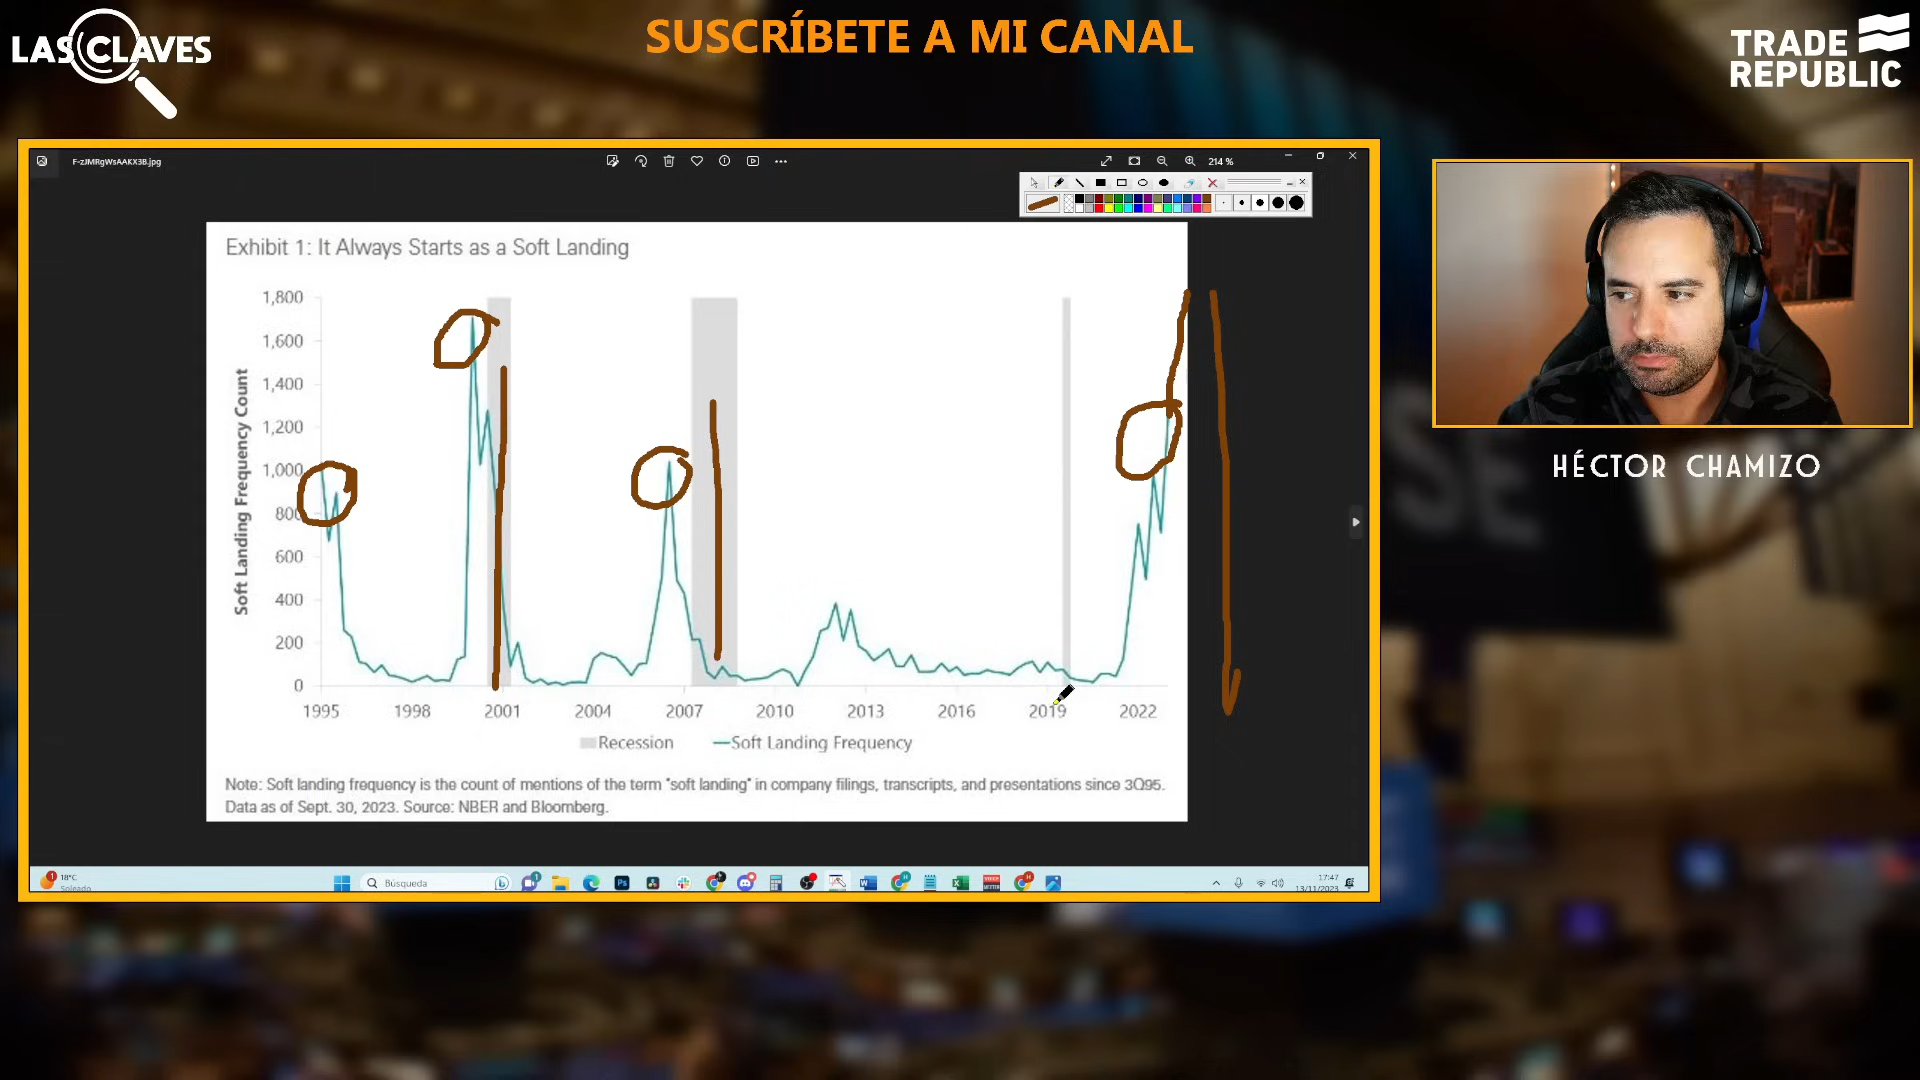 LAS CLAVES
SUSCRÍBETE A MI CANAL
TRADE
REPUBLIC
F-zJMRgWsAAKX3B.jpg
214 %
Exhibit 1: It Always Starts as a Soft Landing
Soft Landing Frequency Count
1,800
1,600
1,400
1,200
1,000
800
600
400
200
0
1995
1998
2001
2004
2007
2010
2013
2016
2019
2022
Recession
Soft Landing Frequency
Note: Soft landing frequency is the count of mentions of the term "soft landing" in company filings, transcripts, and presentations since 3Q95.
Data as of Sept. 30, 2023. Source: NBER and Bloomberg.
HÉCTOR CHAMIZO
18°C
Soleado
Búsqueda
17:47
13/11/2023